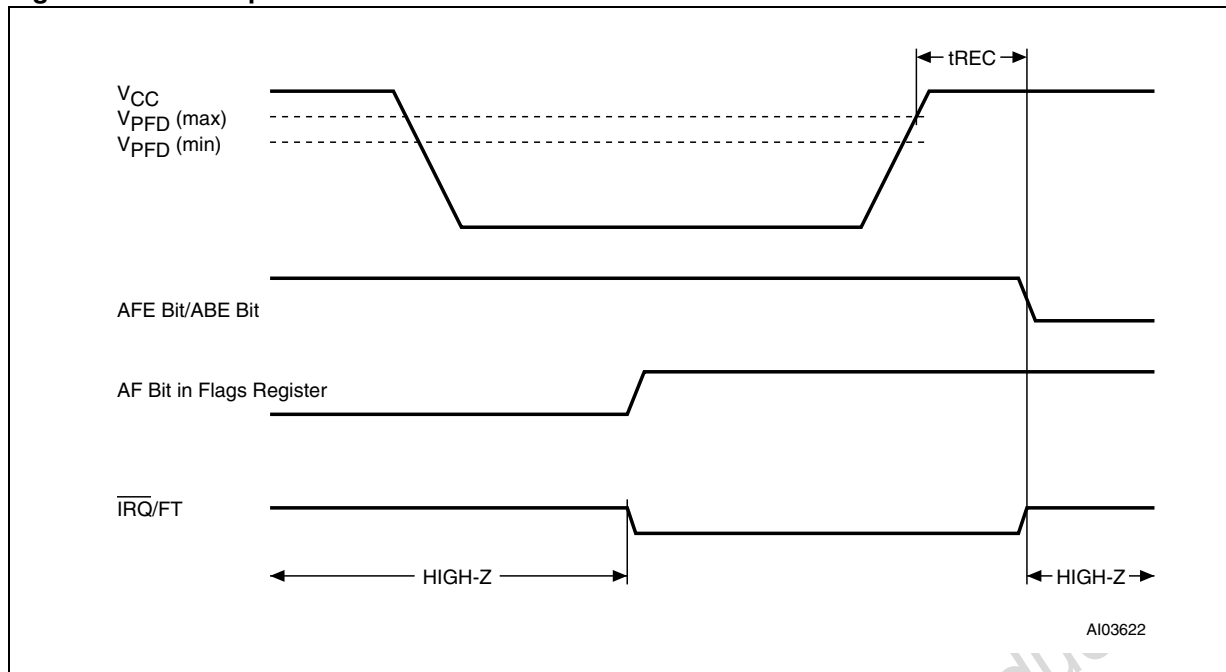 tREC
VCC
VPFD (max)
VPFD (min)
AFE Bit/ABE Bit
AF Bit in Flags Register
IRQ/FT
HIGH-Z
HIGH-Z
AI03622